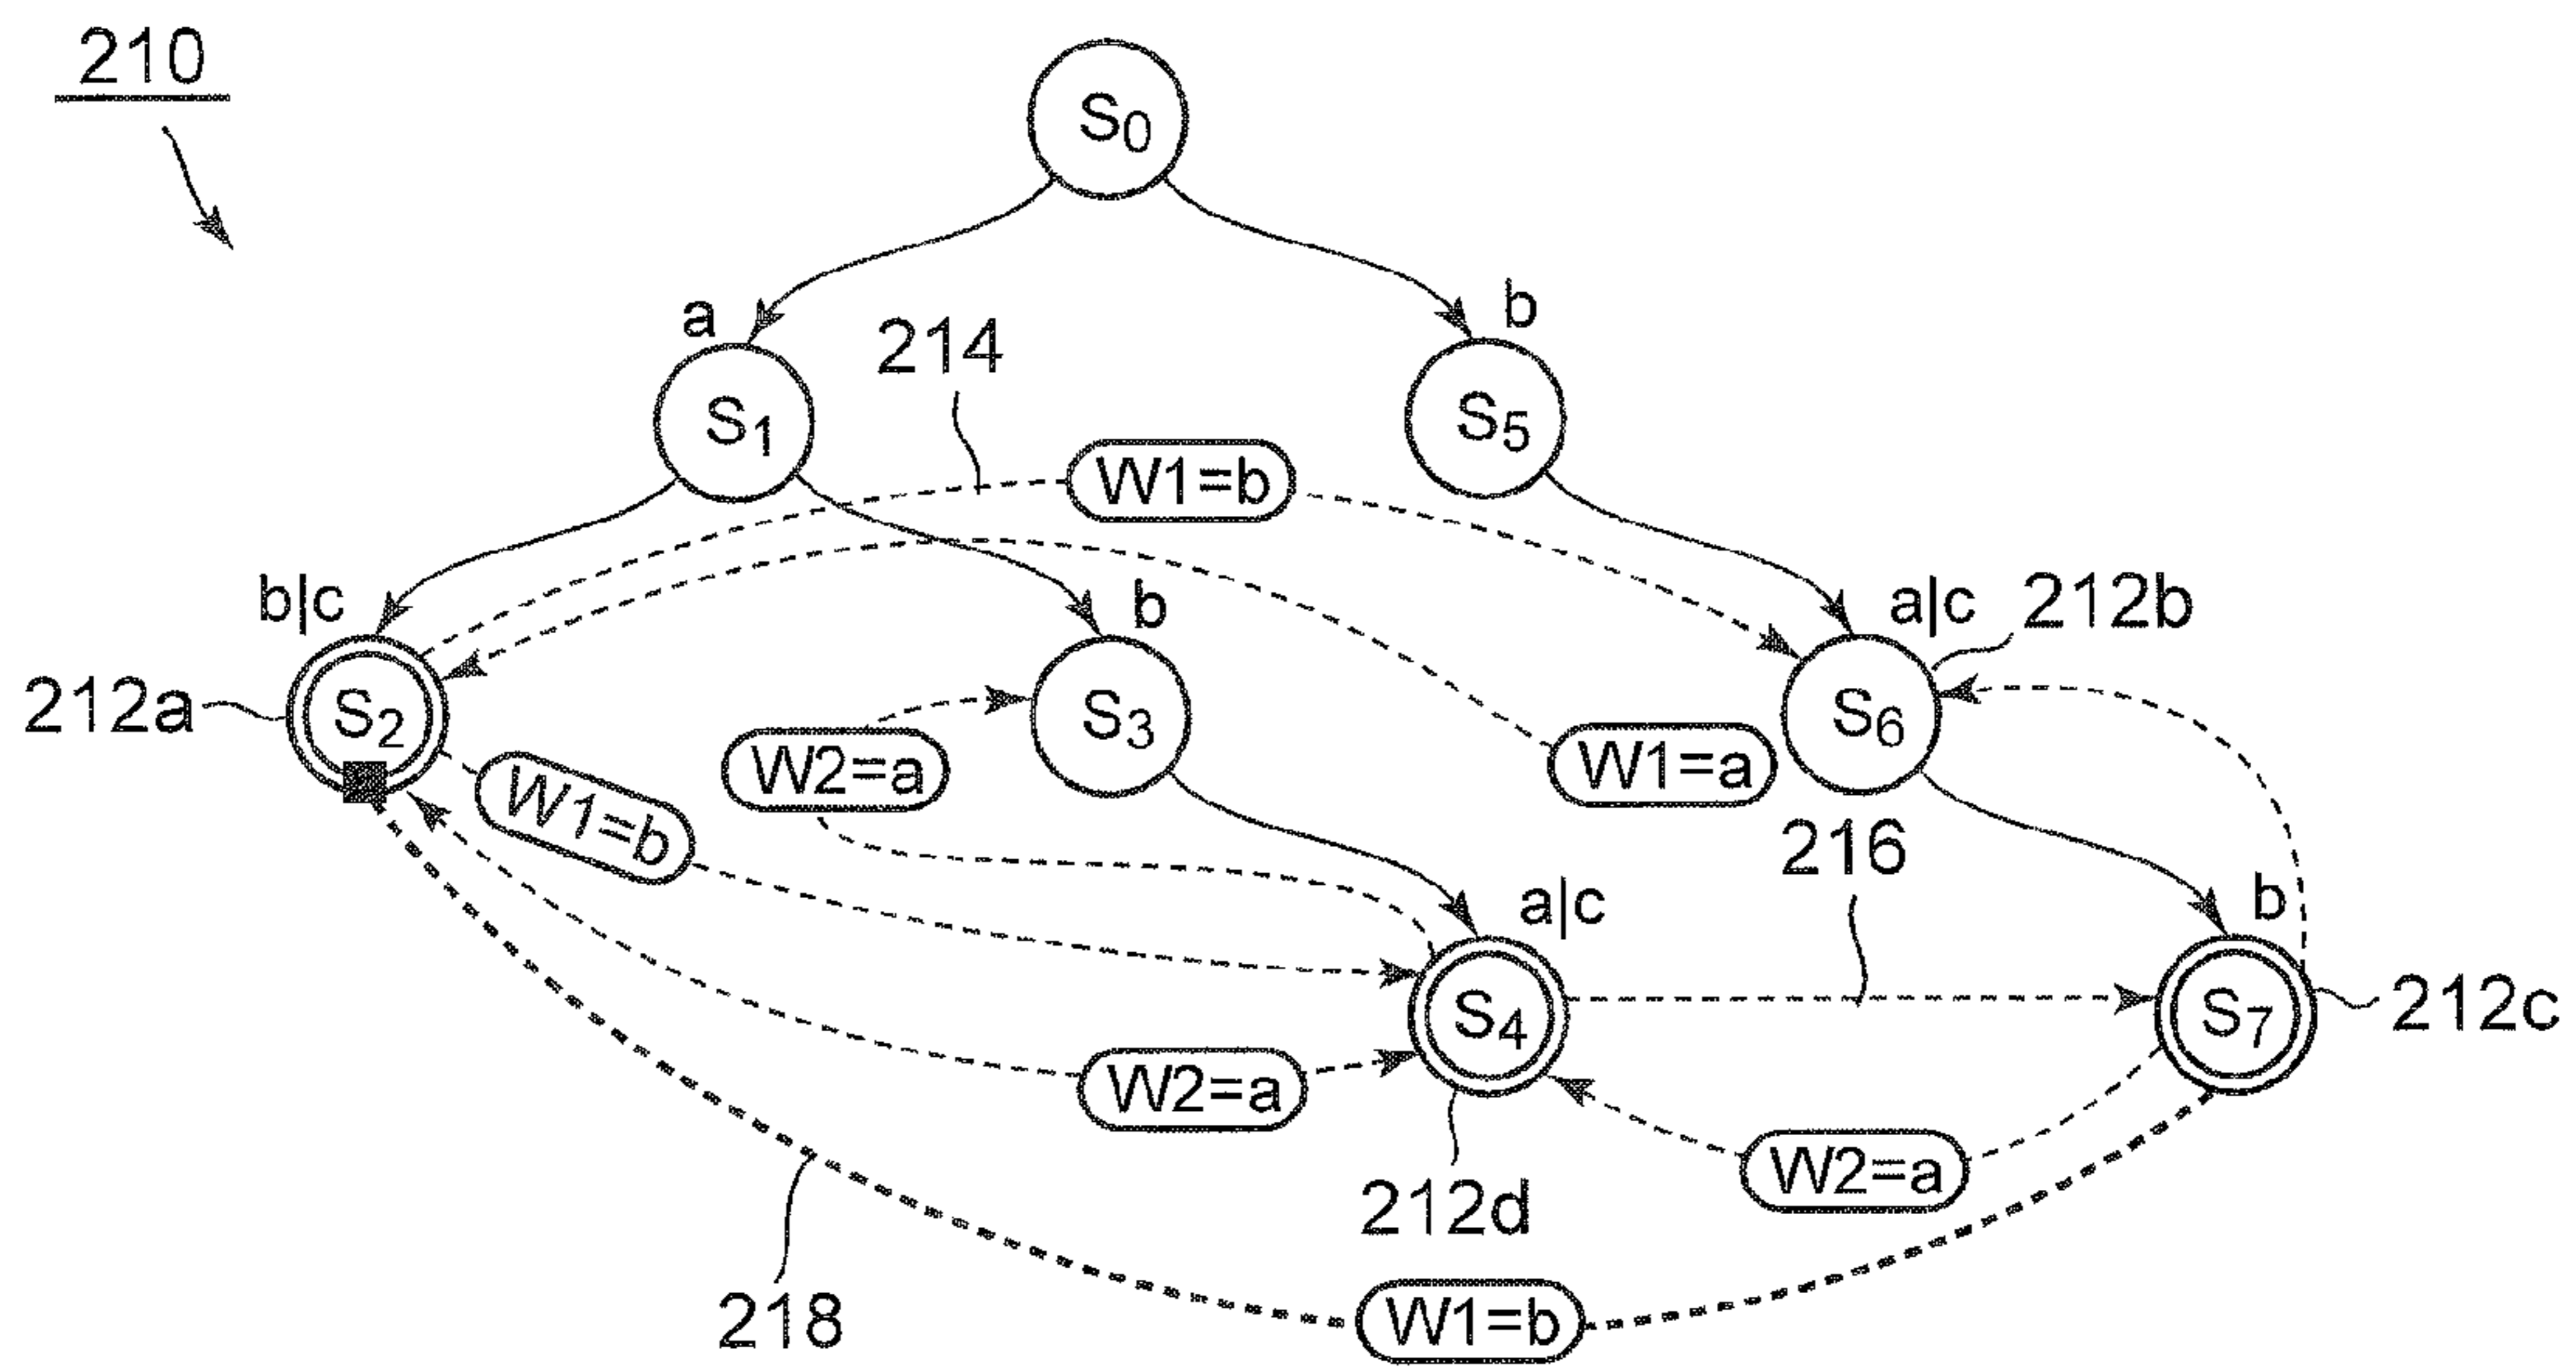 210
S0
a
b
214
S1
S5
W1=b
b|c
b
a|c
212b
212a
S2
S3
S6
W2=a
W1=a
W1=b
216
a|c
b
S4
S7
212c
W2=a
W2=a
212d
218
W1=b